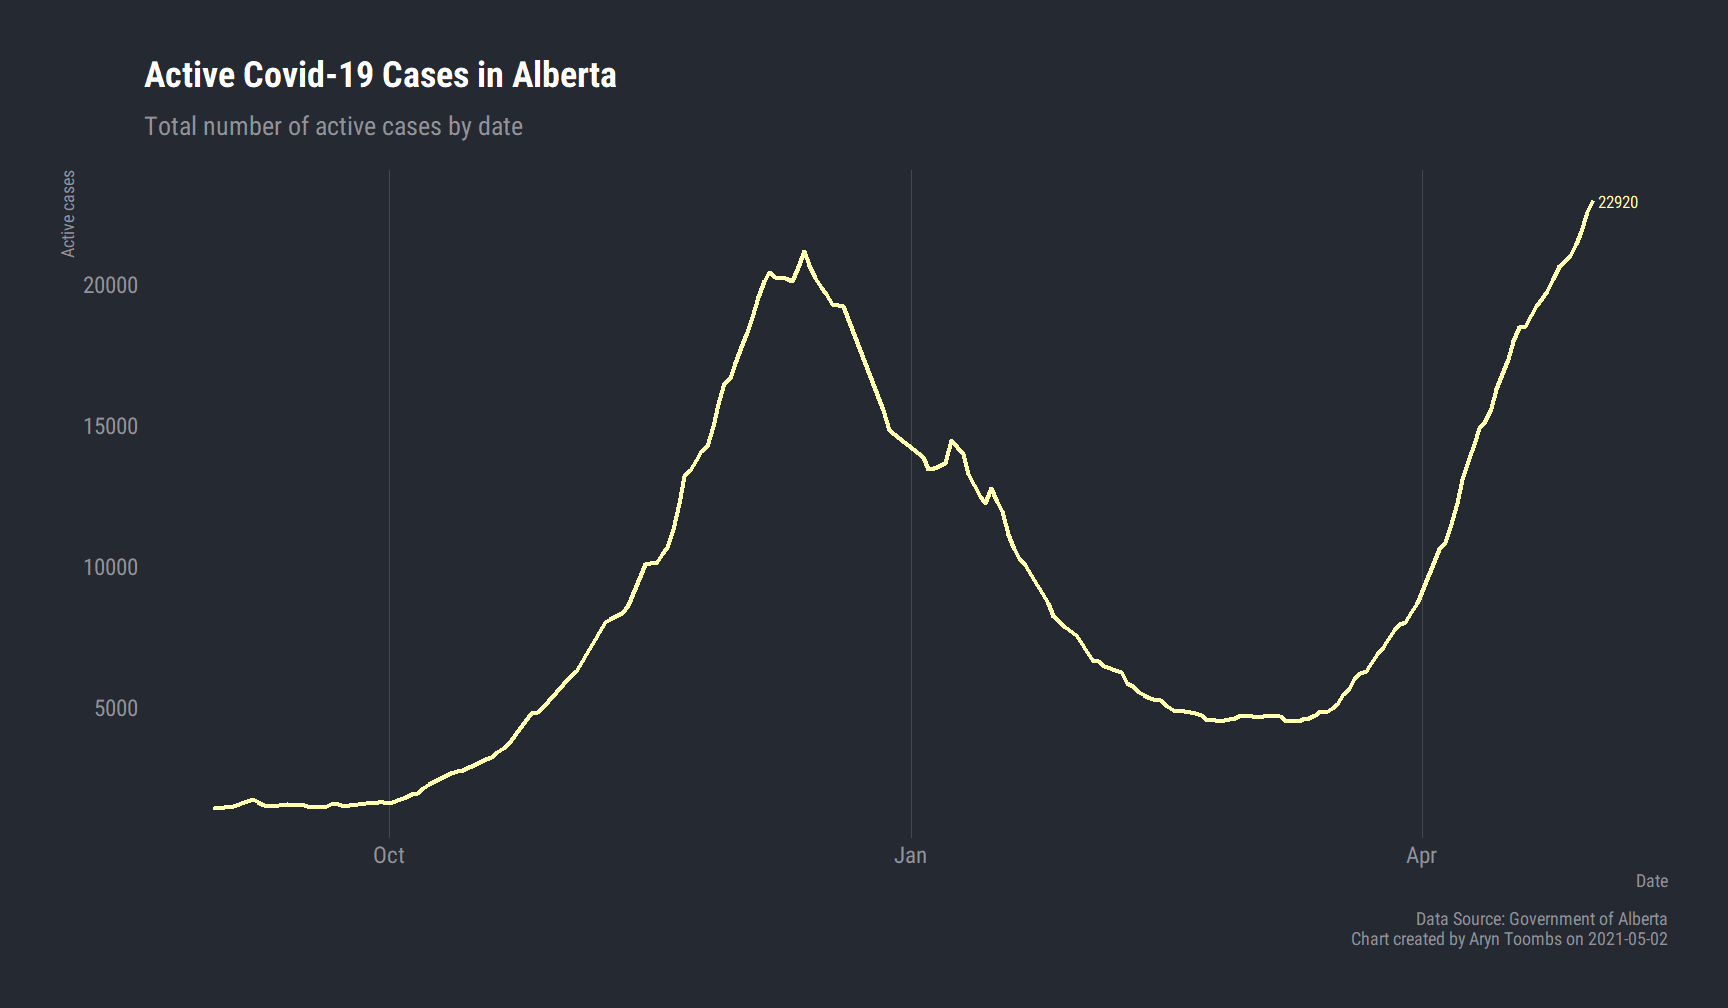 Active Covid-19 Cases in Alberta
Total number of active cases by date
Active cases
22920
20000
15000
10000
5000
Oct
Jan
Apr
Date
Data Source: Government of Alberta
Chart created by Aryn Toombs on 2021-05-02